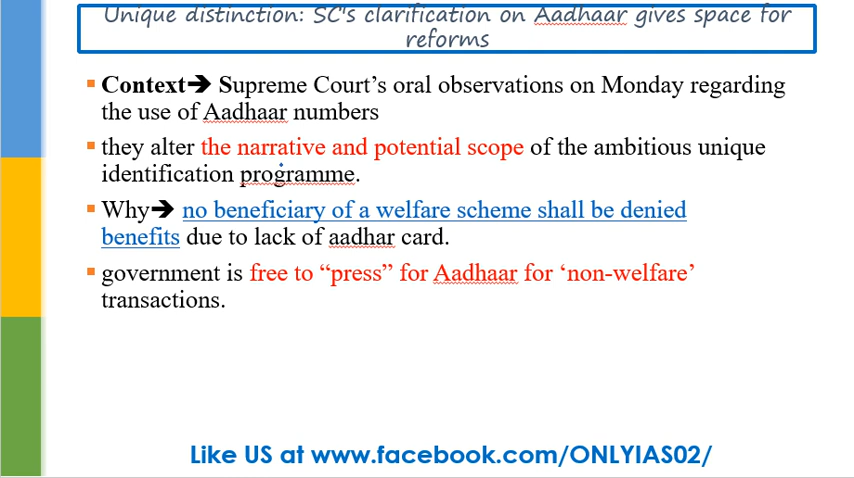 Unique distinction: SC's clarification on Aadhaar gives space for
reforms
▪ Context➔ Supreme Court’s oral observations on Monday regarding
the use of Aadhaar numbers
▪ they alter the narrative and potential scope of the ambitious unique
identification programme.
▪ Why➔ no beneficiary of a welfare scheme shall be denied
benefits due to lack of aadhar card.
▪ government is free to “press” for Aadhaar for ‘non-welfare’
transactions.
Like US at www.facebook.com/ONLYIAS02/